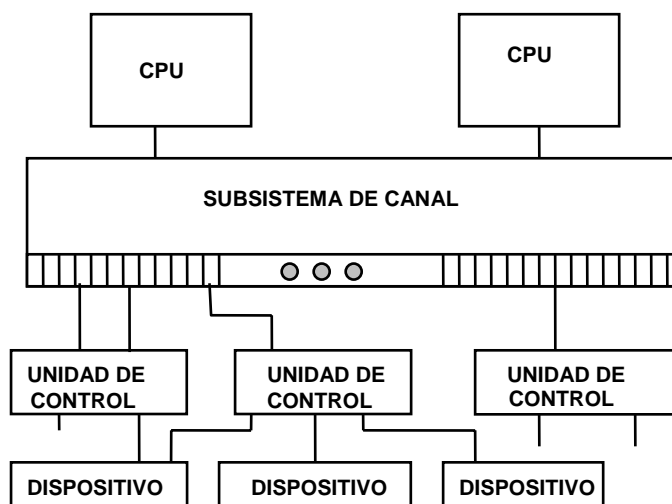 CPU
CPU
SUBSISTEMA DE CANAL
UNIDAD DE
CONTROL
UNIDAD DE
CONTROL
UNIDAD DE
CONTROL
DISPOSITIVO
DISPOSITIVO
DISPOSITIVO